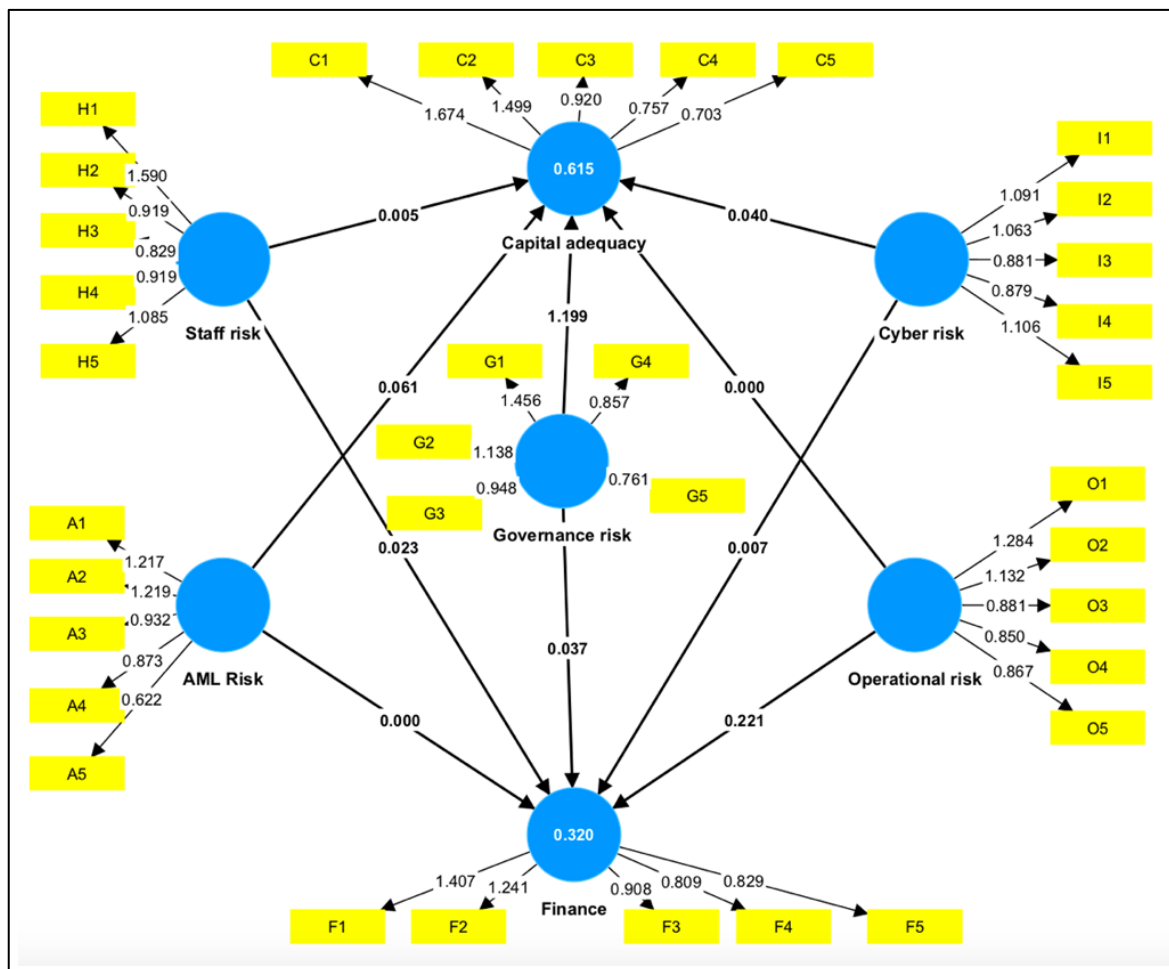 C1
C2
C3
C4
C5
1.674
1.499
0.920
0.757
0.703
H1
H2
H3
H4
H5
1.590
0.919
0.829
0.919
1.085
Staff risk
0.615
Capital adequacy
I1
I2
I3
I4
I5
1.091
1.063
0.881
0.879
1.106
Cyber risk
0.005
0.040
1.199
0.061
0.000
G1
G4
1.456
0.857
G2
1.138
0.948
0.761
G3
G5
Governance risk
0.023
0.007
0.037
A1
A2
A3
A4
A5
1.217
1.219
0.932
0.873
0.622
AML Risk
O1
O2
O3
O4
O5
1.284
1.132
0.881
0.850
0.867
Operational risk
0.000
0.221
0.320
Finance
1.407
1.241
0.908
0.809
0.829
F1
F2
F3
F4
F5